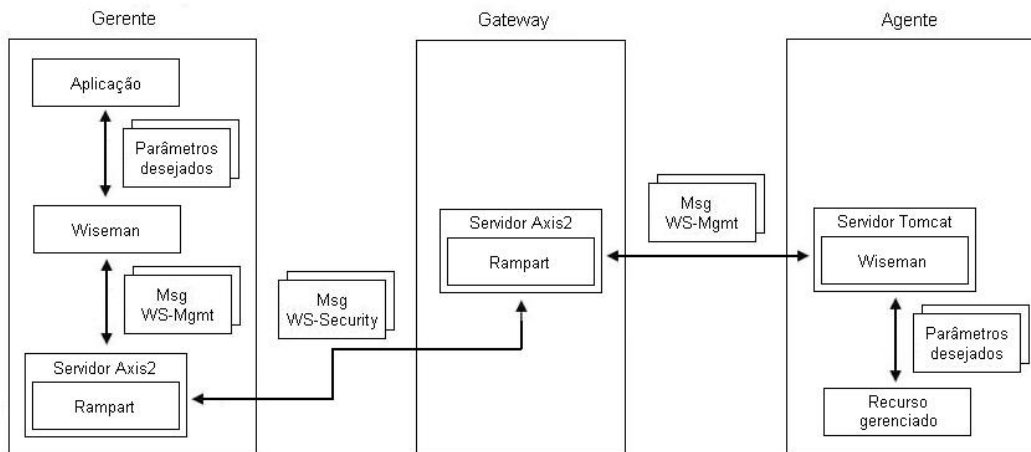 Gerente
Gateway
Agente
Aplicação
Parâmetros
desejados
Wiseman
Msg
WS-Mgmt
Servidor Axis2
Rampart
Msg
WS-Security
Servidor Axis2
Rampart
Msg
WS-Mgmt
Servidor Tomcat
Wiseman
Parâmetros
desejados
Recurso
gerenciado